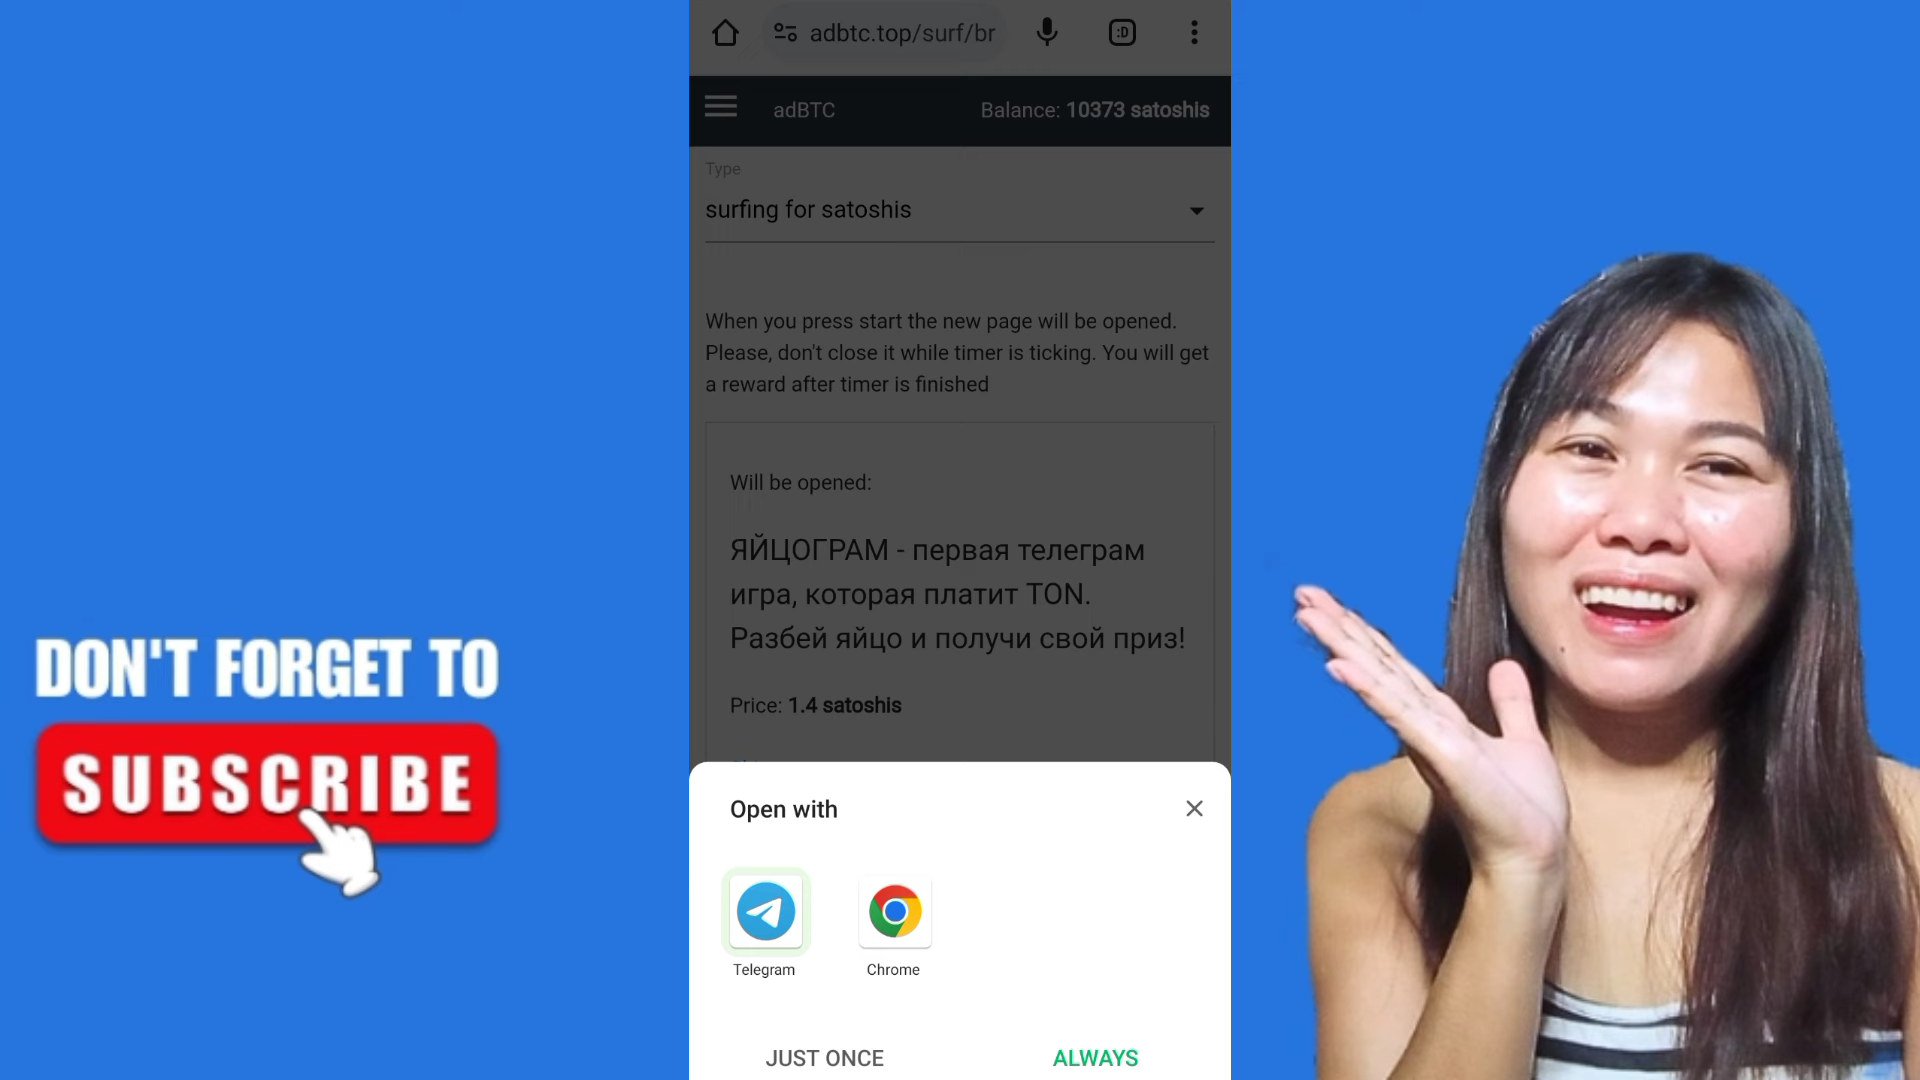 adbtc.top/surf/br
:D
adBTC
Balance: 10373 satoshis
Type
surfing for satoshis
When you press start the new page will be opened.
Please, don't close it while timer is ticking. You will get
a reward after timer is finished
Will be opened:
ЯЙЦОГРАМ - первая телеграм
игра, которая платит TON.
Разбей яйцо и получи свой приз!
Price: 1.4 satoshis
Open with
Telegram
Chrome
JUST ONCE
ALWAYS
DON'T FORGET TO
SUBSCRIBE